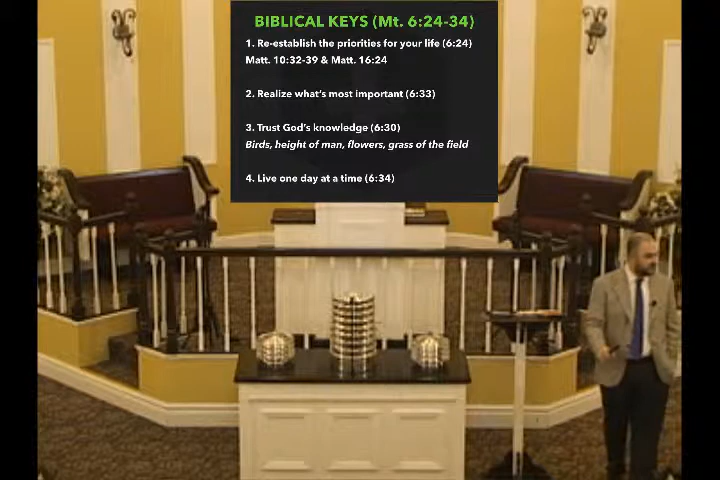 BIBLICAL KEYS (Mt. 6:24-34)
1. Re-establish the priorities for your life (6:24)
Matt. 10:32-39 & Matt. 16:24
2. Realize what's most important (6:33)
3. Trust God's knowledge (6:30)
Birds, height of man, flowers, grass of the field
4. Live one day at a time (6:34)